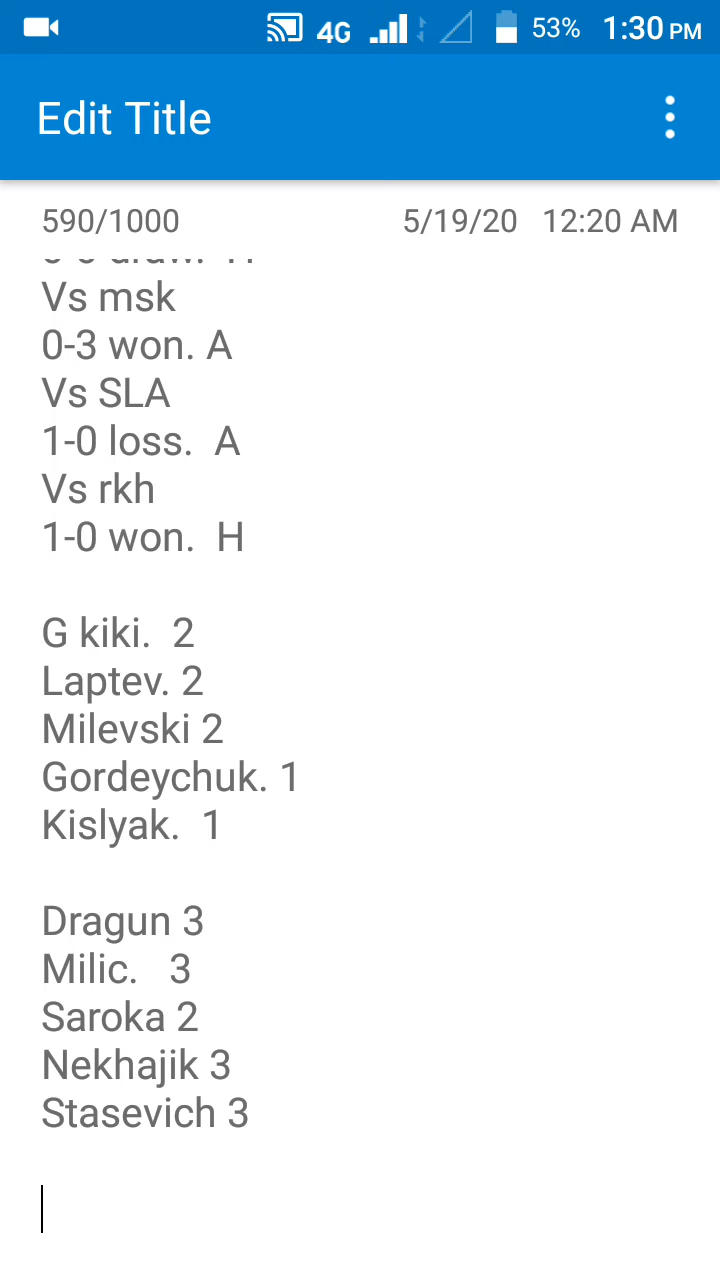 4G 53% 1:30 PM
Edit Title
590/1000 5/19/20 12:20 AM
Vs msk
0-3 won. A
Vs SLA
1-0 loss. A
Vs rkh
1-0 won. H
G kiki. 2
Laptev. 2
Milevski 2
Gordeychuk. 1
Kislyak. 1
Dragun 3
Milic. 3
Saroka 2
Nekhajik 3
Stasevich 3